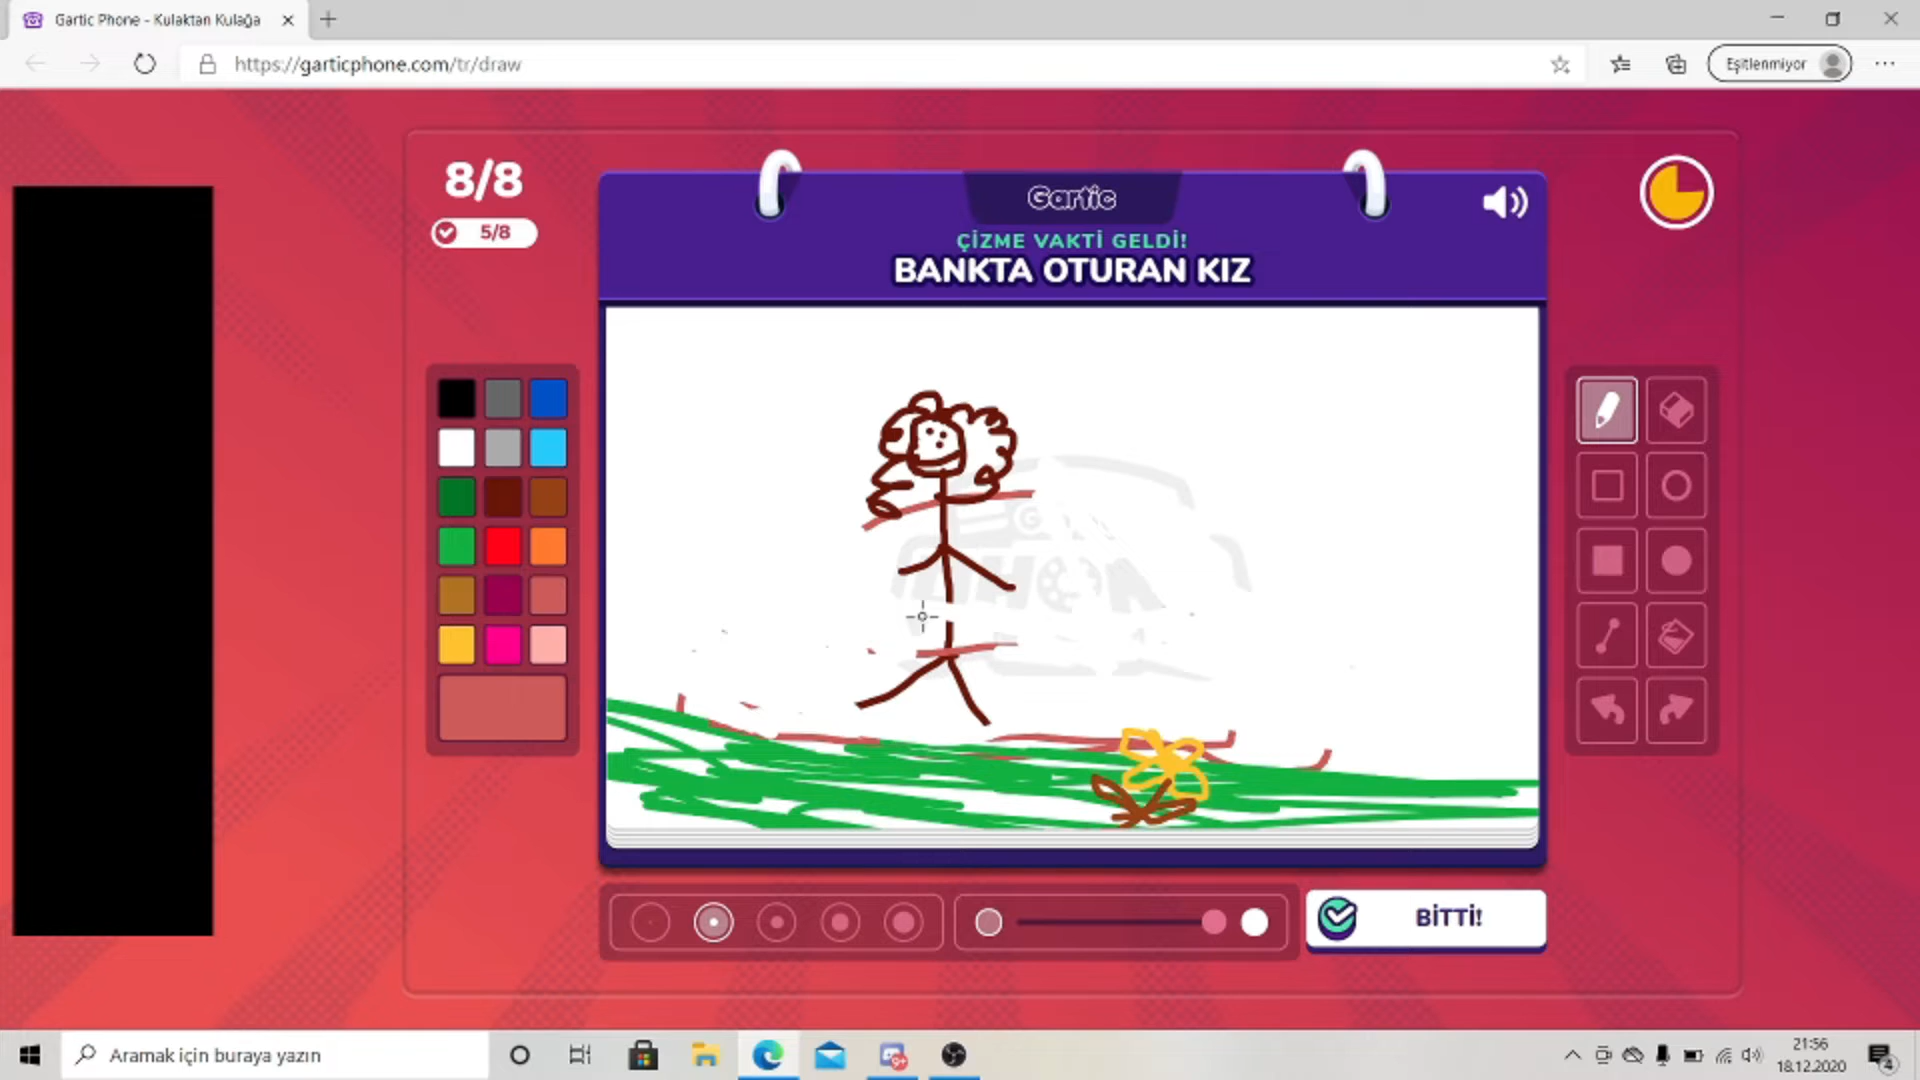 Gartic Phone - Kulaktan Kulağa
https://garticphone.com/tr/draw
Eşitlenmiyor
8/8
5/8
Gartic
ÇİZME VAKTİ GELDİ!
BANKTA OTURAN KIZ
BİTTİ!
Aramak için buraya yazın
21:56
18.12.2020
4